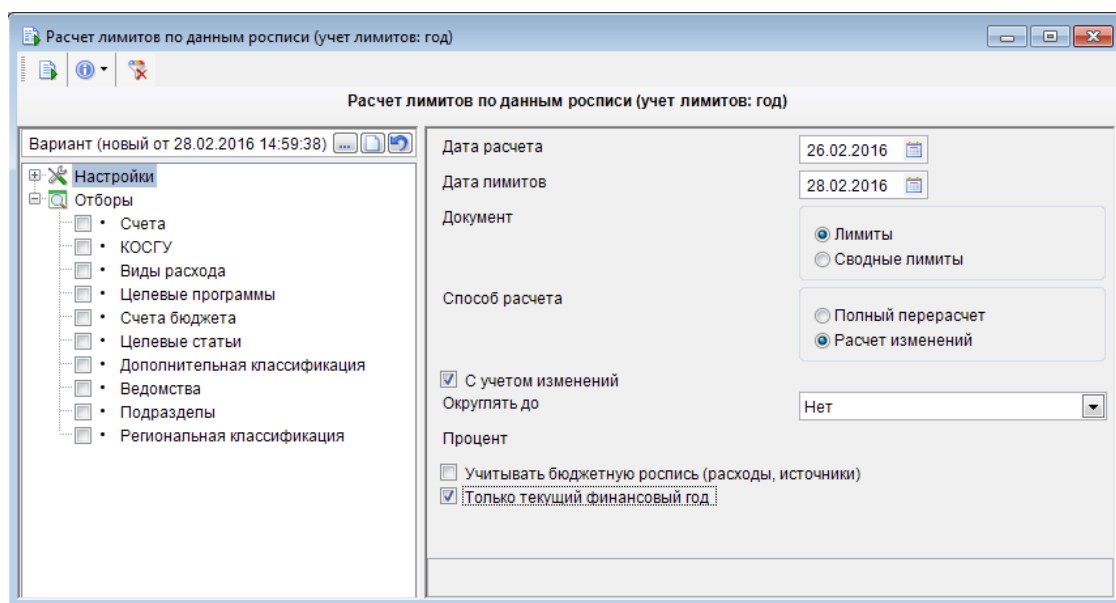 Расчет лимитов по данным росписи (учет лимитов: год)
Расчет лимитов по данным росписи (учет лимитов: год)
Вариант (новый от 28.02.2016 14:59:38) ...
Настройки
Отборы
Счета
КОСГУ
Виды расхода
Целевые программы
Счета бюджета
Целевые статьи
Дополнительная классификация
Ведомства
Подразделы
Региональная классификация
Дата расчета 26.02.2016
Дата лимитов 28.02.2016
Документ
Лимиты
Сводные лимиты
Способ расчета
Полный перерасчет
Расчет изменений
С учетом изменений
Округлять до Нет
Процент
Учитывать бюджетную роспись (расходы, источники)
Только текущий финансовый год